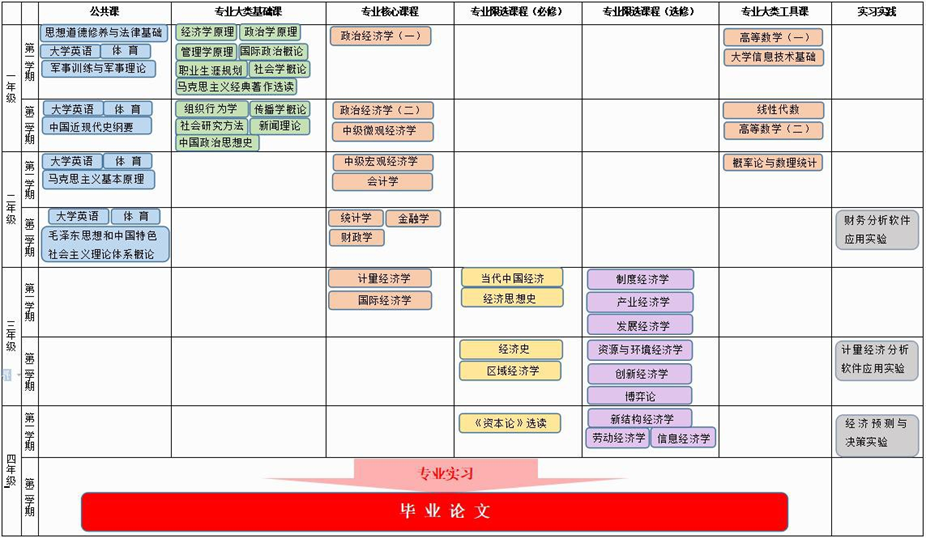 公共课 专业大类基础课 专业核心课程 专业限选课程（必修） 专业限选课程（选修） 专业大类工具课 实习实践
一年级
第一学期
思想道德修养与法律基础
大学英语 体 育
军事训练与军事理论
经济学原理 政治学原理
管理学原理 国际政治概论
职业生涯规划 社会学概论
马克思主义经典著作选读
政治经济学（一）
高等数学（一）
大学信息技术基础
第二学期
大学英语 体 育
中国近现代史纲要
组织行为学 传播学概论
社会研究方法 新闻理论
中国政治思想史
政治经济学（二）
中级微观经济学
线性代数
高等数学（二）
二年级
第一学期
大学英语 体 育
马克思主义基本原理
中级宏观经济学
会计学
概率论与数理统计
第二学期
大学英语 体 育
毛泽东思想和中国特色
社会主义理论体系概论
统计学 金融学
财政学
财务分析软件
应用实验
三年级
第一学期
计量经济学
国际经济学
当代中国经济
经济思想史
制度经济学
产业经济学
发展经济学
第二学期
经济史
区域经济学
资源与环境经济学
创新经济学
博弈论
计量经济分析
软件应用实验
四年级
第一学期
《资本论》选读
新结构经济学
劳动经济学 信息经济学
经济预测与
决策实验
第二学期
专业实习
毕业论文